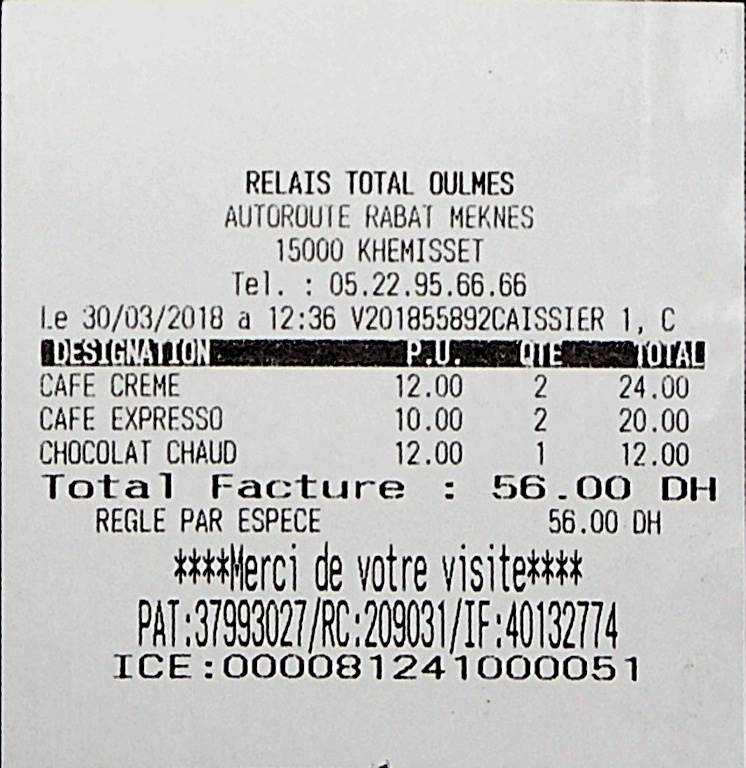 RELAIS TOTAL OULMES
AUTOROUTE RABAT MEKNES
15000 KHEMISSET
Tel. : 05.22.95.66.66
Le 30/03/2018 a 12:36 V201855892CAISSIER 1, C
DESIGNATION P.U. QTE TOTAL
CAFE CREME 12.00 2 24.00
CAFE EXPRESSO 10.00 2 20.00
CHOCOLAT CHAUD 12.00 1 12.00
Total Facture : 56.00 DH
REGLE PAR ESPECE 56.00 DH
****Merci de votre visite****
PAT:37993027/RC:209031/IF:40132774
ICE:000081241000051